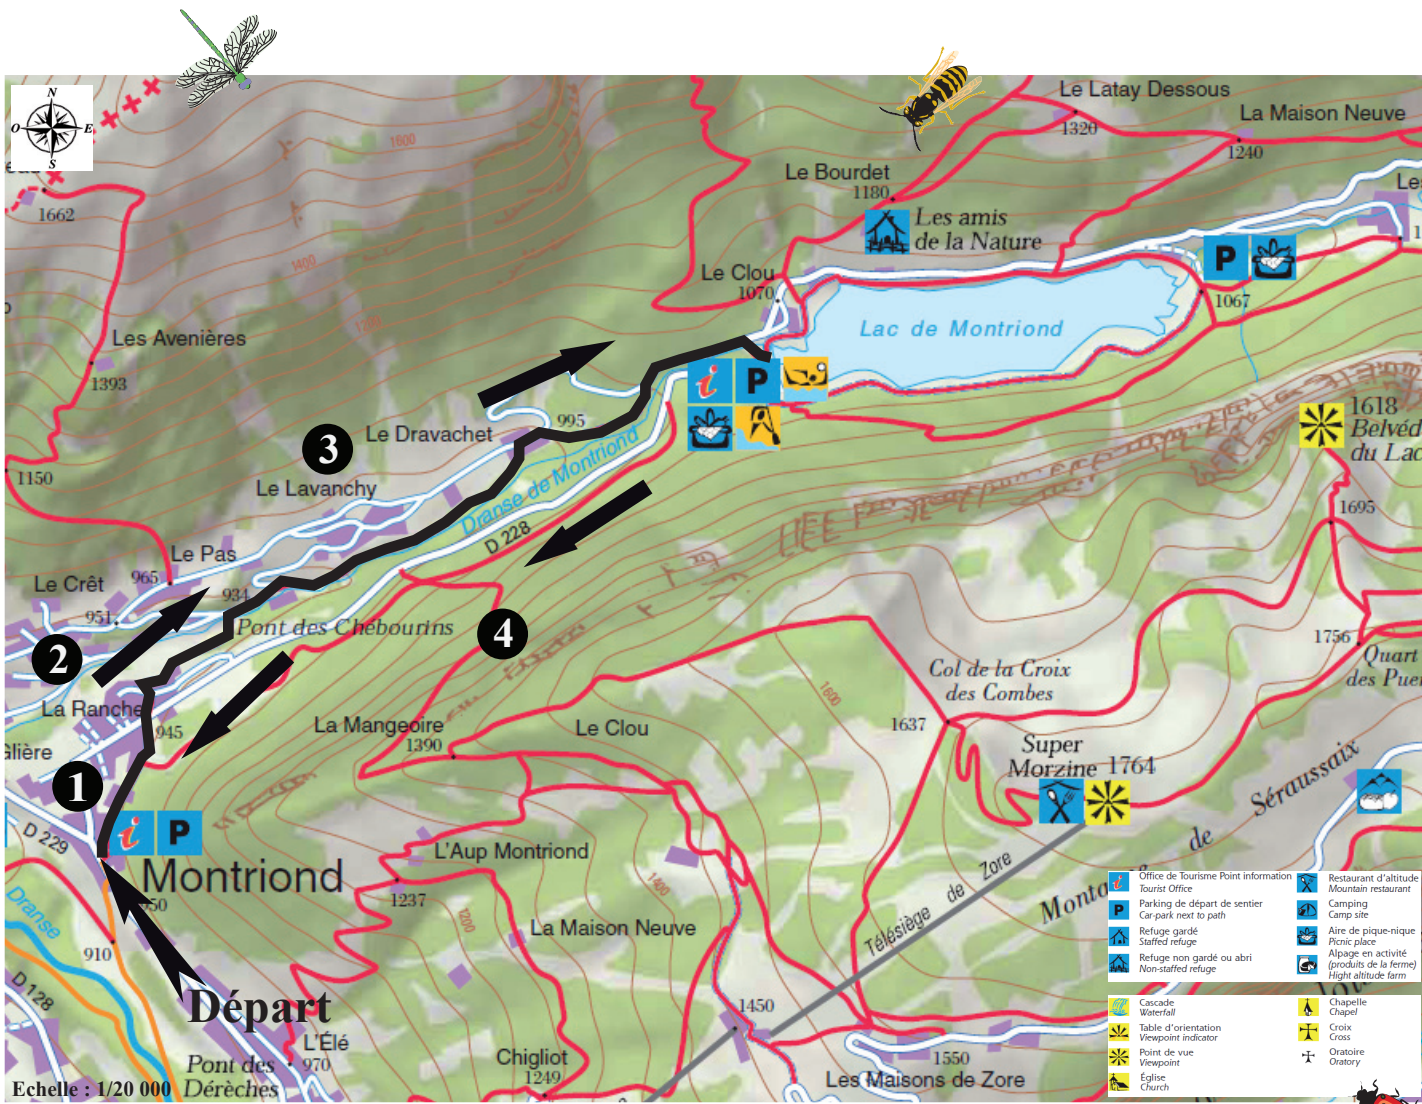 N
O
E
S
1600
Le Latay Dessous
1320
La Maison Neuve
1240
Le Bourdet
1180
1662
Les amis
de la Nature
P
1400
Le Clou
1070
1067
Lac de Montriond
1200
Les Avenières
1393
i P
1618
Belvéd
du Lac
995
Le Dravachet
3
1150
Le Lavanchy
Dranse de Montriond
1695
D 228
Le Pas
965
Le Crêt
934
951
Pont des Chebourins
4
1756
Quart
des Puer
2
Col de la Croix
des Combes
1600
La Ranche
945
La Mangeoire
1390
Le Clou
1637
Glière
Super
Morzine 1764
1
Séraussaix
D 229
i P
de
L'Aup Montriond
Montriond
950
1400
1237
Télésiège de Zore
1200
La Maison Neuve
Dranse
910
D 128
Départ
1450
L'Élé
970
Pont des
Dérèches
Chigliot
1249
1550
Les Maisons de Zore
Echelle : 1/20 000
i
Office de Tourisme Point information
Tourist Office
P
Parking de départ de sentier
Car-park next to path
Refuge gardé
Staffed refuge
Refuge non gardé ou abri
Non-staffed refuge
Restaurant d'altitude
Mountain restaurant
Camping
Camp site
Aire de pique-nique
Picnic place
Alpage en activité
(produits de la ferme)
Hight altitude farm
Cascade
Waterfall
Table d'orientation
Viewpoint indicator
Point de vue
Viewpoint
Église
Church
Chapelle
Chapel
Croix
Cross
Oratoire
Oratory